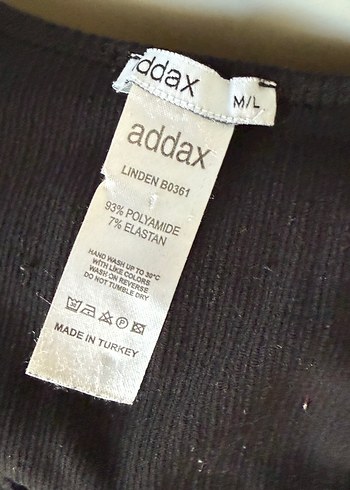 addax
M/L
addax
LINDEN B0361
93% POLYAMIDE
7% ELASTAN
HAND WASH UP TO 30°C
WITH LIKE COLORS
WASH ON REVERSE
DO NOT TUMBLE DRY
P
MADE IN TURKEY